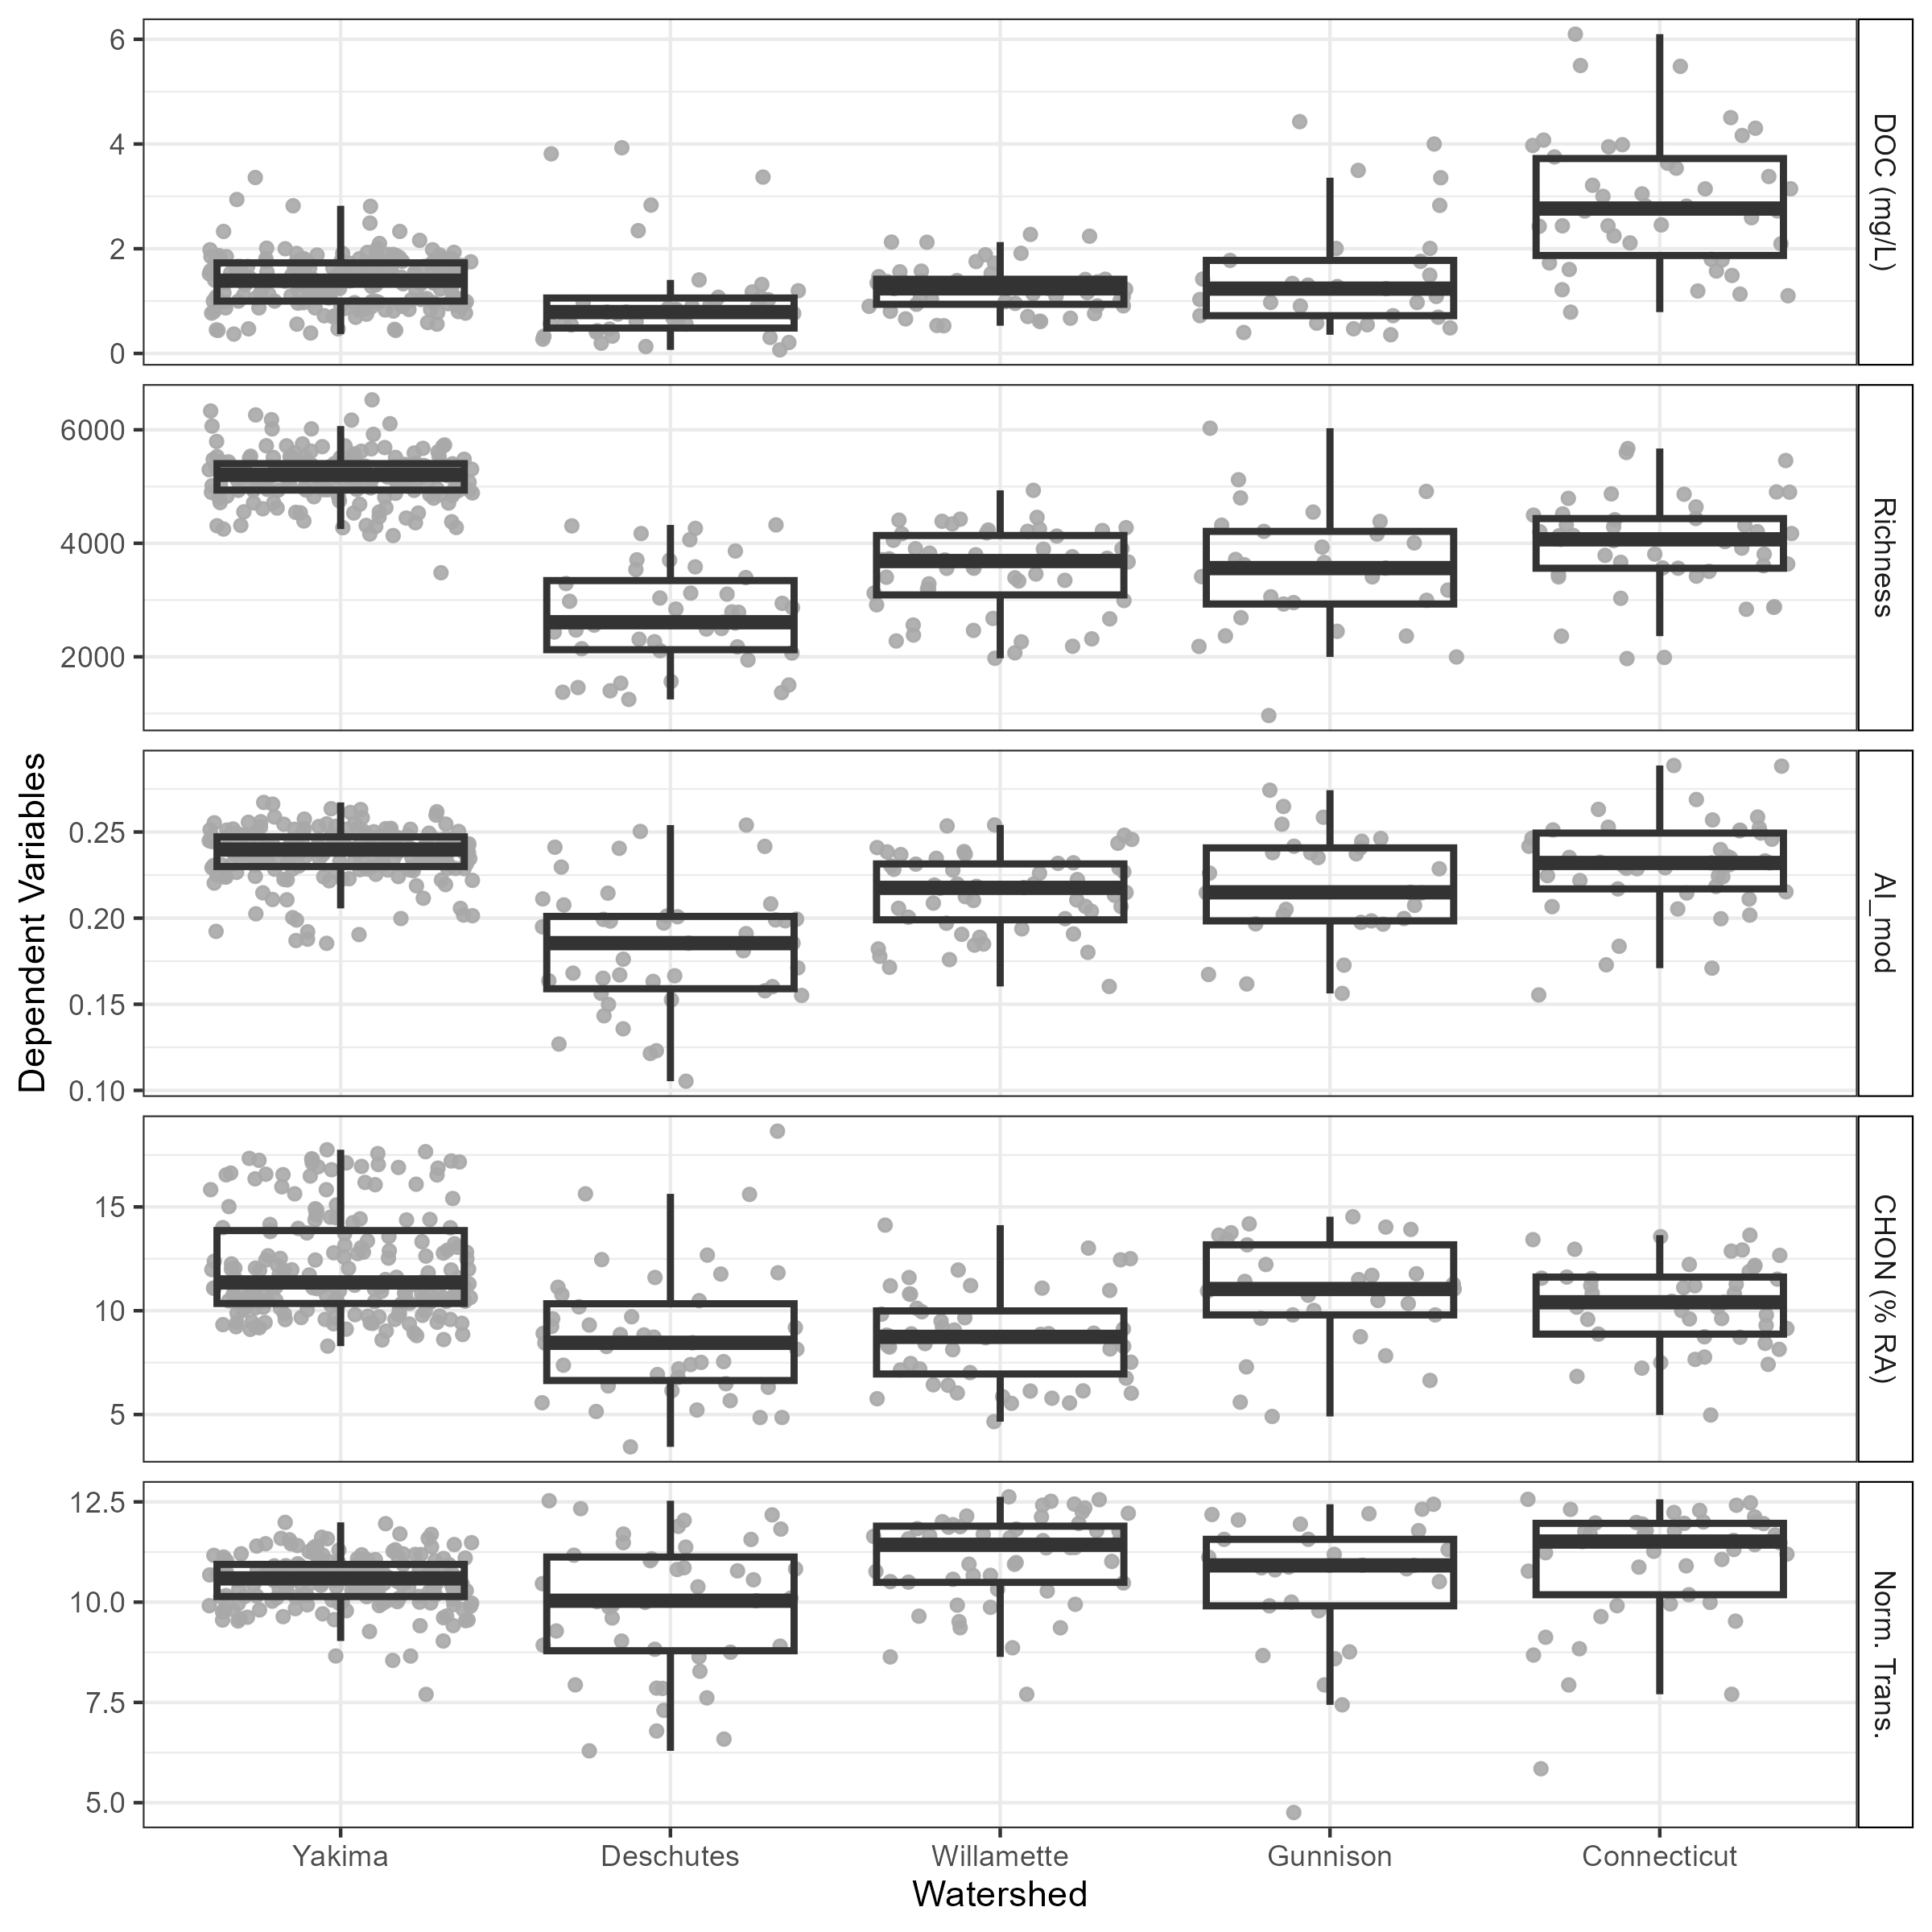 6
4
2
0
DOC (mg/L)
6000
4000
2000
Richness
0.25
0.20
0.15
0.10
AI_mod
15
10
5
CHON (% RA)
12.5
10.0
7.5
5.0
Norm. Trans.
Dependent Variables
Yakima Deschutes Willamette Gunnison Connecticut
Watershed